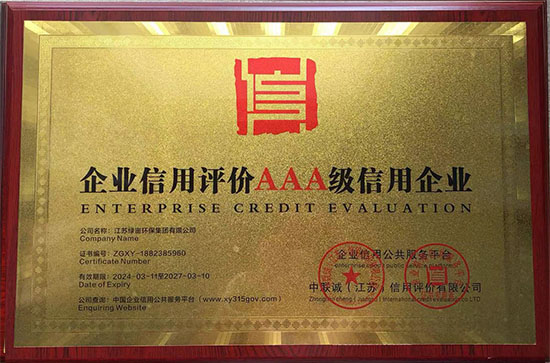 企业信用评价AAA级信用企业
ENTERPRISE CREDIT EVALUATION
公司名称：江苏绿宙环保集团有限公司
Company Name
证书编号：ZGXY-1882385960
Certificate Number
有效期限：2024-03-11至2027-03-10
Date of Expiry
公司查询：中国企业信用公共服务平台（www.xy315gov.com）
Enquiring Website
企业信用公共服务平台
中联诚（江苏）信用评价有限公司